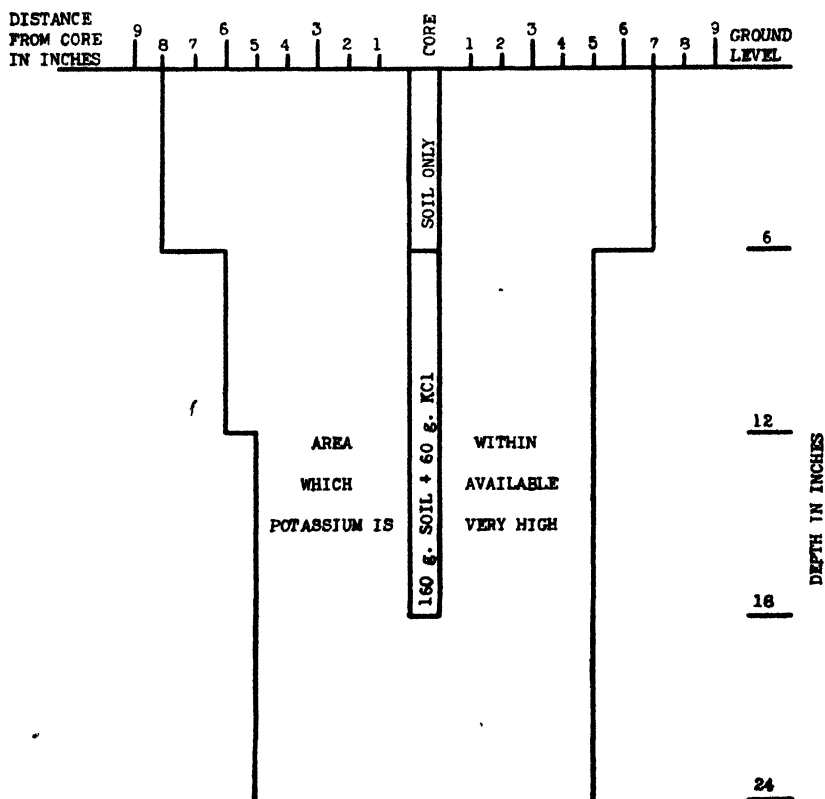 DISTANCE
FROM CORE
IN INCHES
9 8 7 6 5 4 3 2 1 CORE 1 2 3 4 5 6 7 8 9
GROUND
LEVEL
SOIL ONLY
6
160 g. SOIL + 60 g. KCl
12
AREA WITHIN
WHICH AVAILABLE
POTASSIUM IS VERY HIGH
DEPTH IN INCHES
18
24